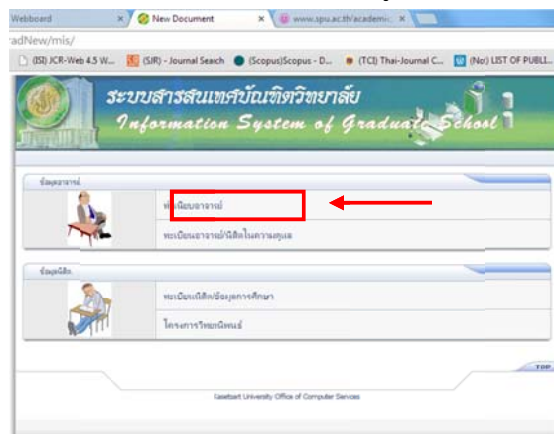 Webboard
New Document
www.spu.ac.th/academic
radNew/mis/
(ISI) JCR-Web 4.5 W...
(SJR) - Journal Seach
(Scopus)Scopus - D...
(TCI) Thai-Journal C...
(No) LIST OF PUBLI...
ระบบสารสนเทศบัณฑิตวิทยาลัย
Information System of Graduate School
ข้อมูลอาจารย์
ทำเนียบอาจารย์
ทะเบียนอาจารย์/นิสิตในความดูแล
ข้อมูลนิสิต
ทะเบียนนิสิต/ข้อมูลการศึกษา
โครงการวิทยานิพนธ์
TOP
Kasetsart University Office of Computer Services